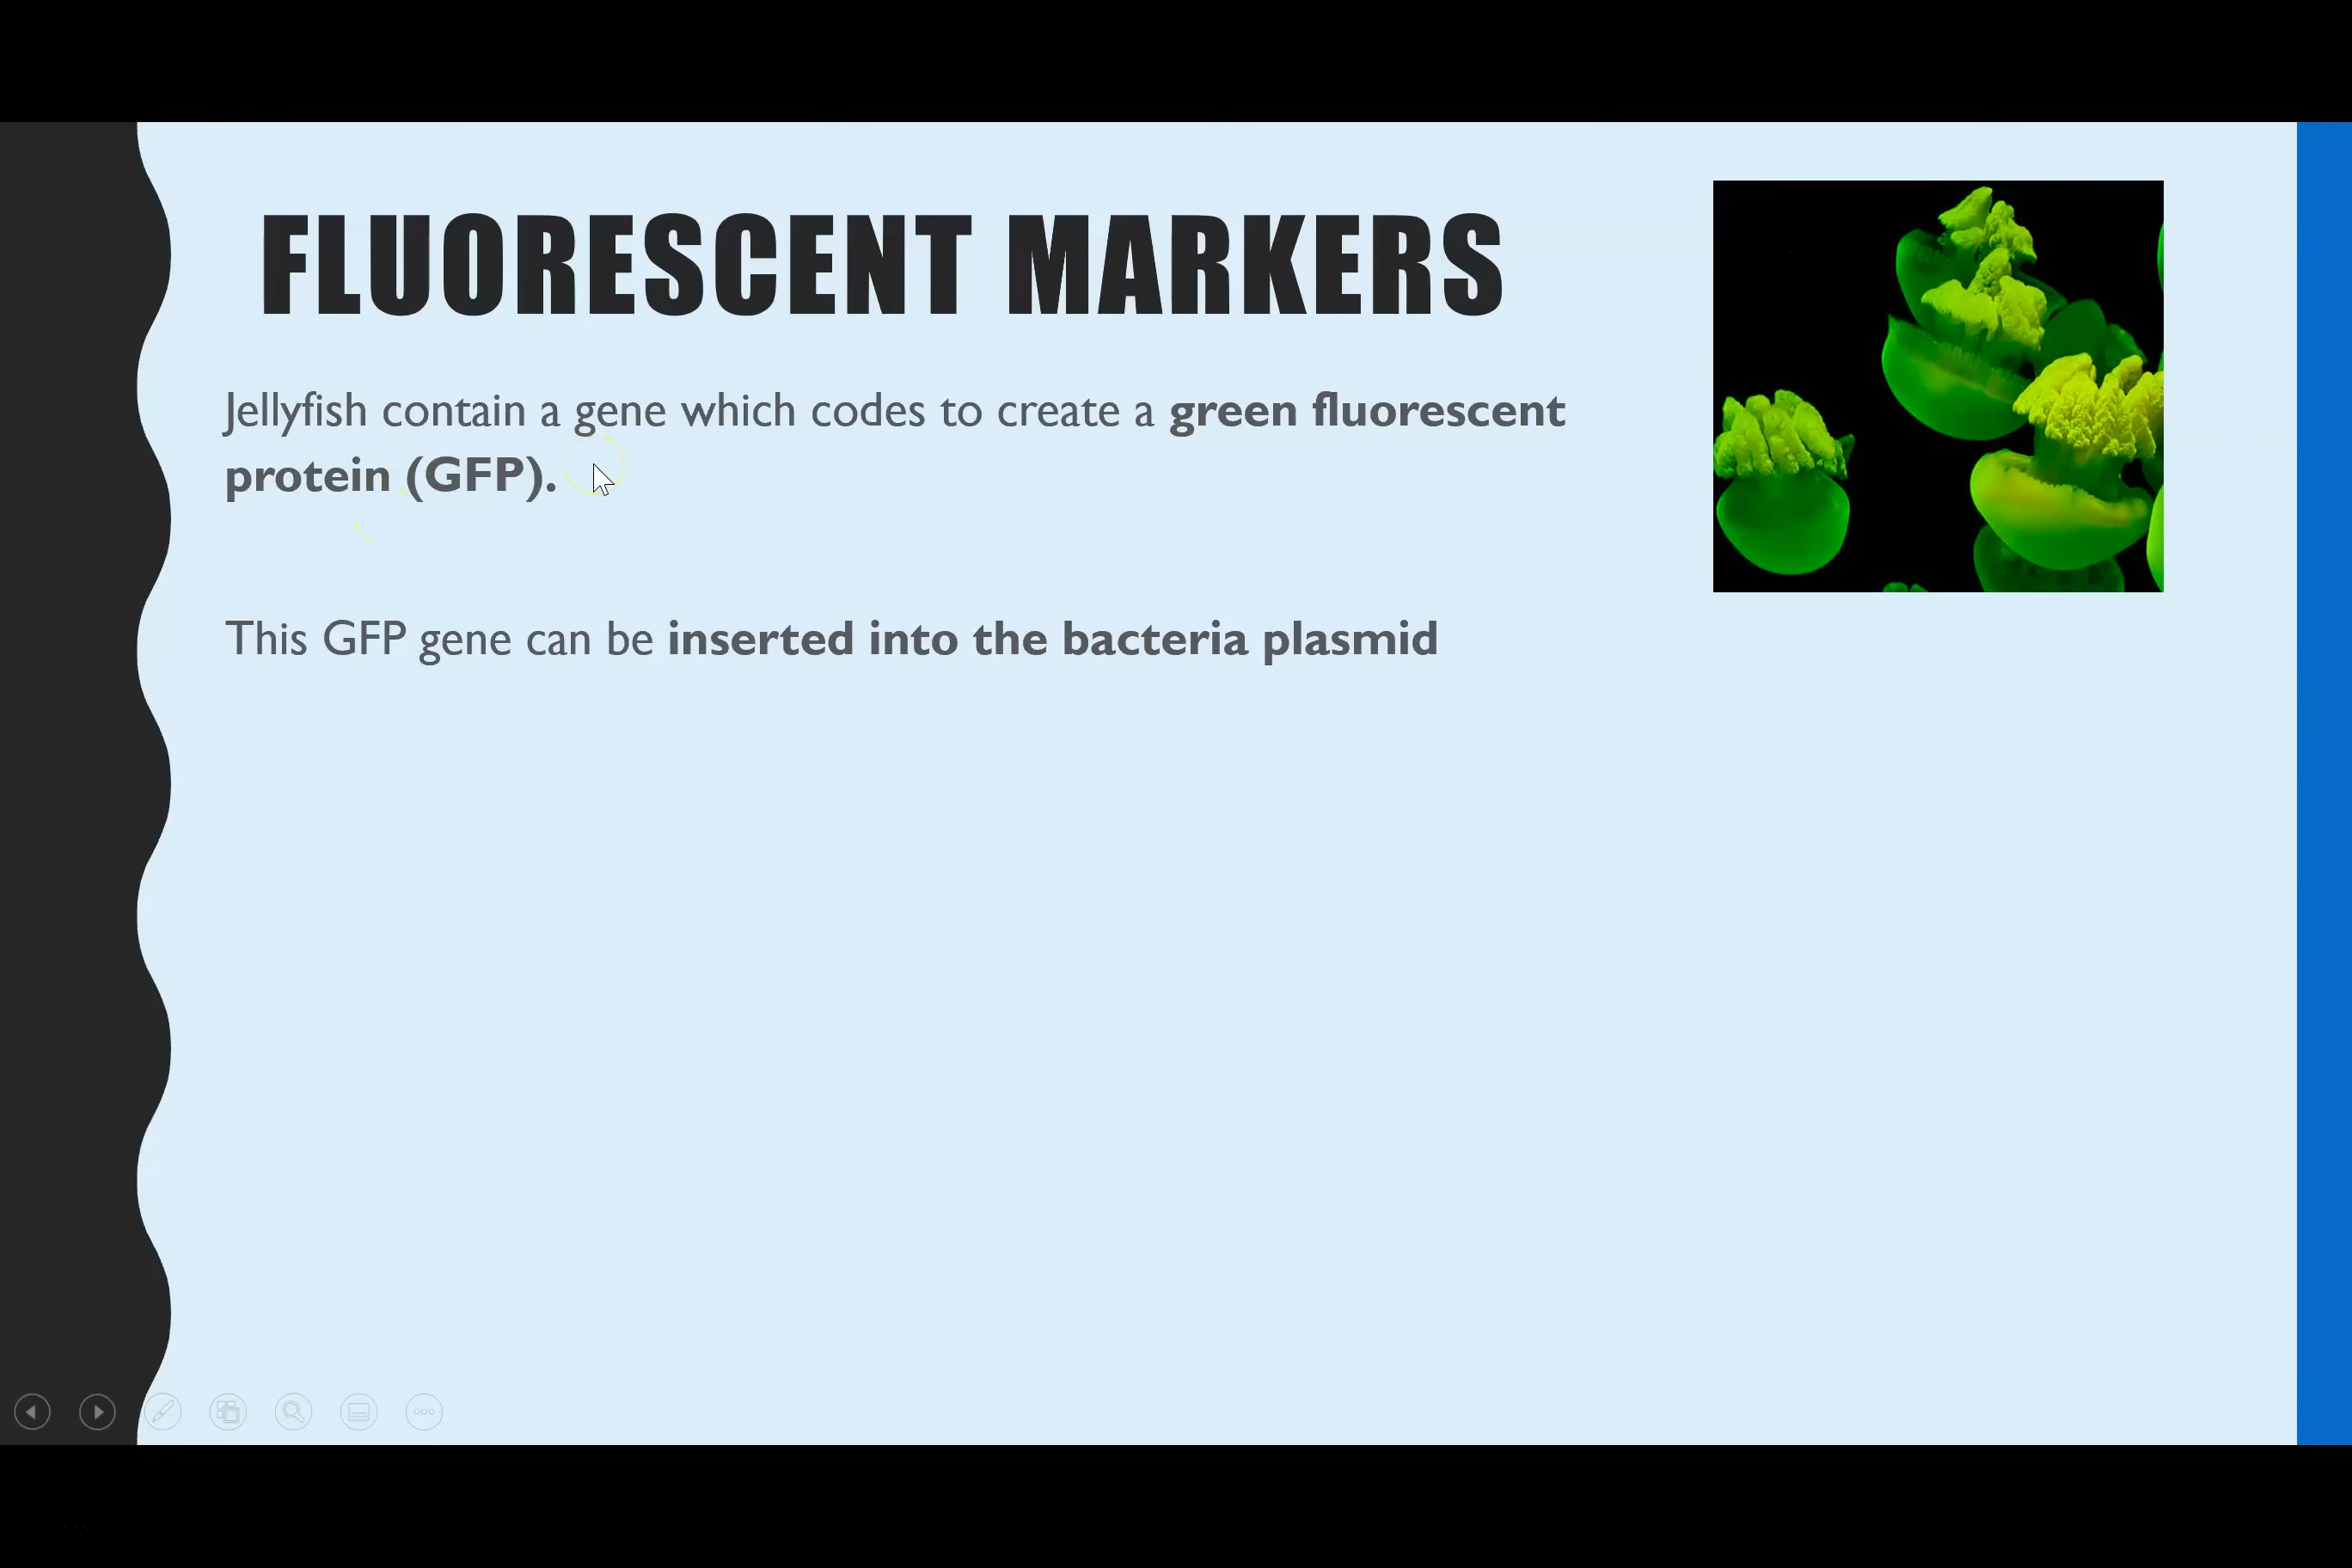 FLUORESCENT MARKERS
Jellyfish contain a gene which codes to create a green fluorescent
protein (GFP).
This GFP gene can be inserted into the bacteria plasmid